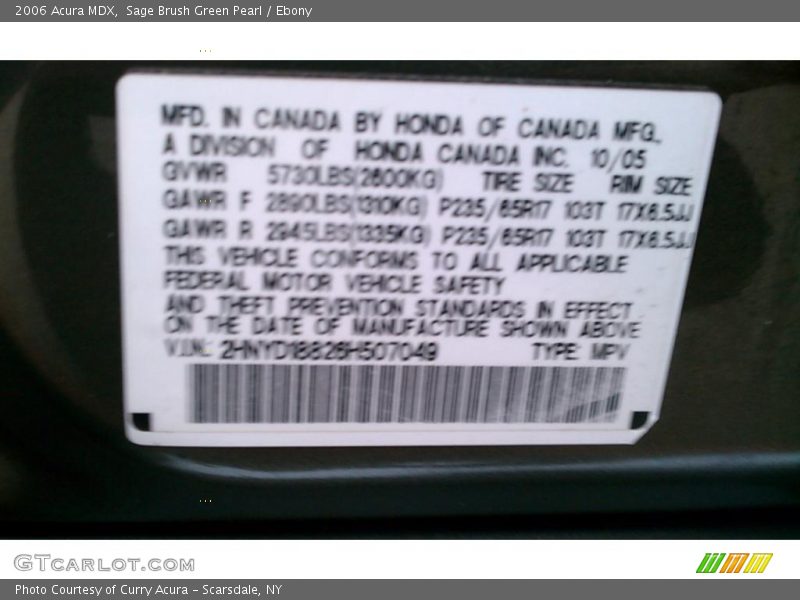 2006 Acura MDX,  Sage Brush Green Pearl / Ebony
MFD. IN CANADA BY HONDA OF CANADA MFG.,
A DIVISION OF HONDA CANADA INC. 10/05
GVWR 5730LBS(2600KG) TIRE SIZE RIM SIZE
GAWR F 2890LBS(1310KG) P235/65R17 103T 17X6.5JJ
GAWR R 2945LBS(1335KG) P235/65R17 103T 17X6.5JJ
THIS VEHICLE CONFORMS TO ALL APPLICABLE
FEDERAL MOTOR VEHICLE SAFETY
AND THEFT PREVENTION STANDARDS IN EFFECT
ON THE DATE OF MANUFACTURE SHOWN ABOVE
V.I.N.: 2HNYD18826H507049 TYPE: MPV
GTCARLOT.COM
Photo Courtesy of Curry Acura - Scarsdale, NY